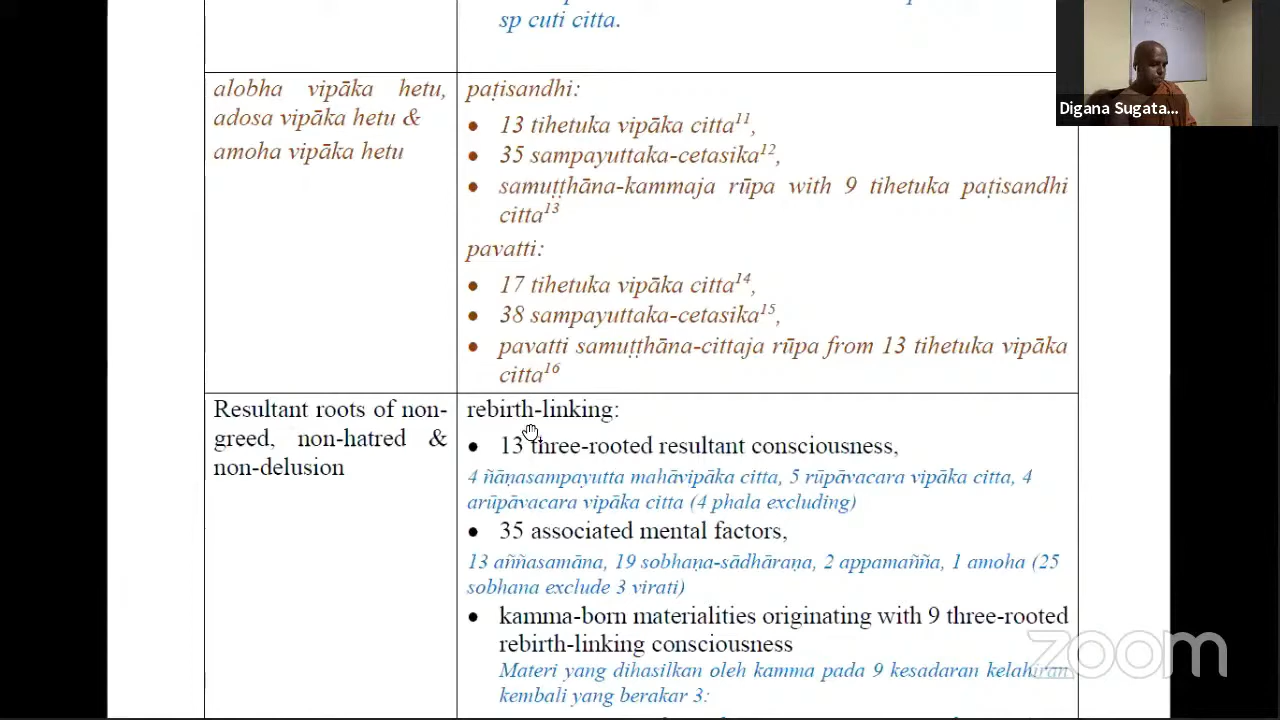 sp cuti citta.
alobha vipāka hetu,
adosa vipāka hetu &
amoha vipāka hetu
paṭisandhi:
• 13 tihetuka vipāka citta11,
• 35 sampayuttaka-cetasika12,
• samuṭṭhāna-kammaja rūpa with 9 tihetuka paṭisandhi
citta13
pavatti:
• 17 tihetuka vipāka citta14,
• 38 sampayuttaka-cetasika15,
• pavatti samuṭṭhāna-cittaja rūpa from 13 tihetuka vipāka
citta16
Resultant roots of non-
greed, non-hatred &
non-delusion
rebirth-linking:
• 13 three-rooted resultant consciousness,
4 ñāṇasampayutta mahāvipāka citta, 5 rūpāvacara vipāka citta, 4
arūpāvacara vipāka citta (4 phala excluding)
• 35 associated mental factors,
13 aññasamāna, 19 sobhaṇa-sādhāraṇa, 2 appamañña, 1 amoha (25
sobhana exclude 3 virati)
• kamma-born materialities originating with 9 three-rooted
rebirth-linking consciousness
Materi yang dihasilkan oleh kamma pada 9 kesadaran kelahiran
kembali yang berakar 3:
Digana Sugata...
zoom